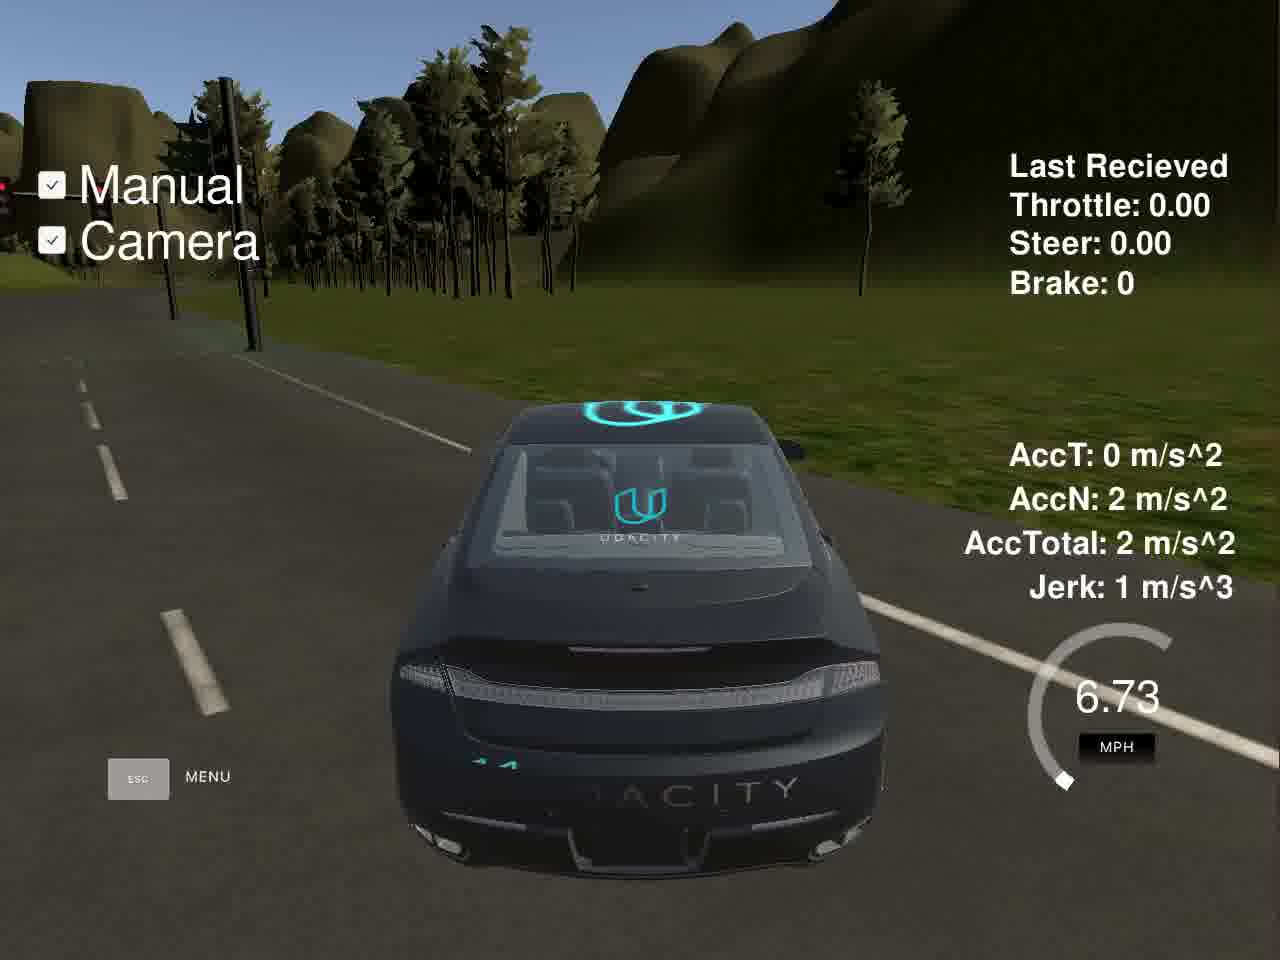 Manual
Camera
Last Recieved
Throttle: 0.00
Steer: 0.00
Brake: 0
AccT: 0 m/s^2
AccN: 2 m/s^2
AccTotal: 2 m/s^2
Jerk: 1 m/s^3
UDACITY
6.73
MPH
ESC
MENU
DACITY